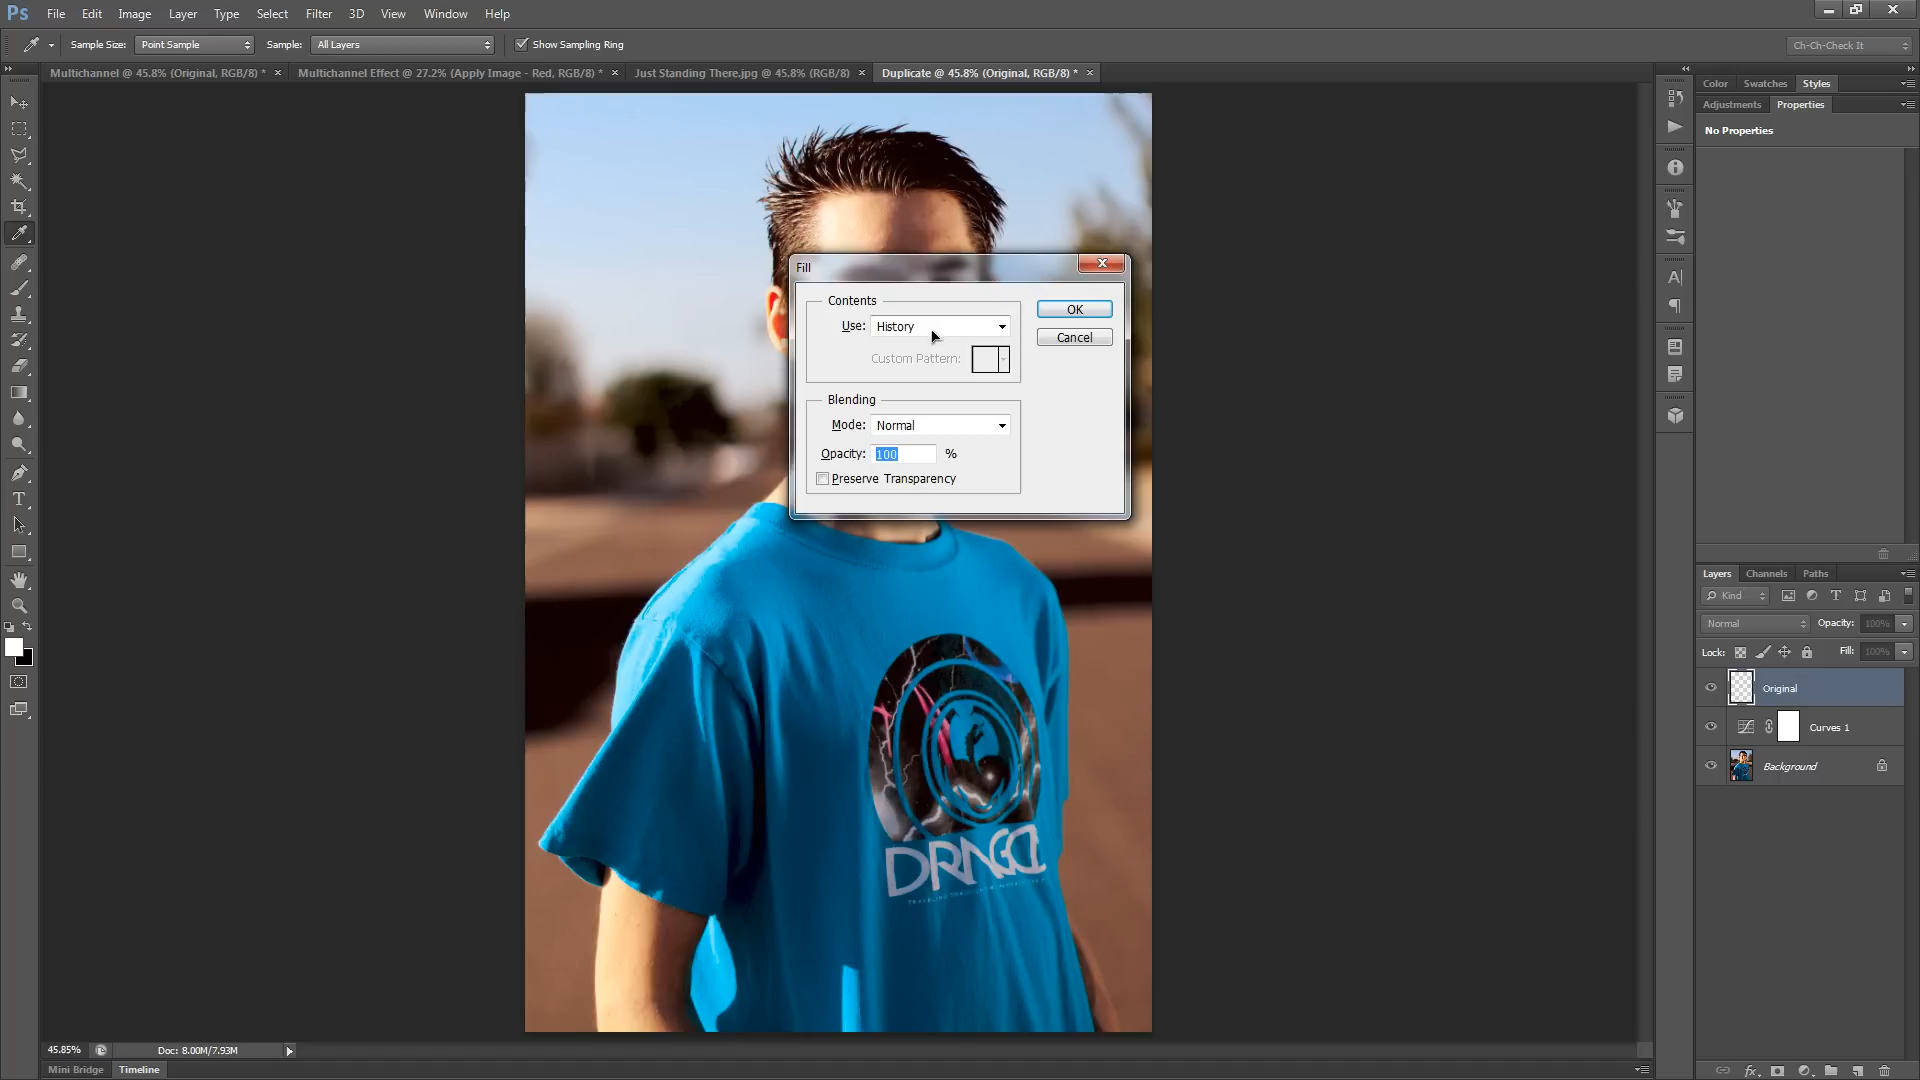 Ps File Edit Image Layer Type Select Filter 3D View Window Help
Sample Size: Point Sample Sample: All Layers Show Sampling Ring Ch-Ch-Check It
Multichannel @ 45.8% (Original, RGB/8) * × Multichannel Effect @ 27.2% (Apply Image - Red, RGB/8) * × Just Standing There.jpg @ 45.8% (RGB/8) × Duplicate @ 45.8% (Original, RGB/8) * ×
Color Swatches Styles
Adjustments Properties
No Properties
Fill
Contents
Use: History
Custom Pattern:
OK
Cancel
Blending
Mode: Normal
Opacity: 100 %
Preserve Transparency
Layers Channels Paths
Kind
Normal Opacity: 100%
Lock: Fill: 100%
Original
Curves 1
Background
45.85% Doc: 8.00M/7.93M
Mini Bridge Timeline